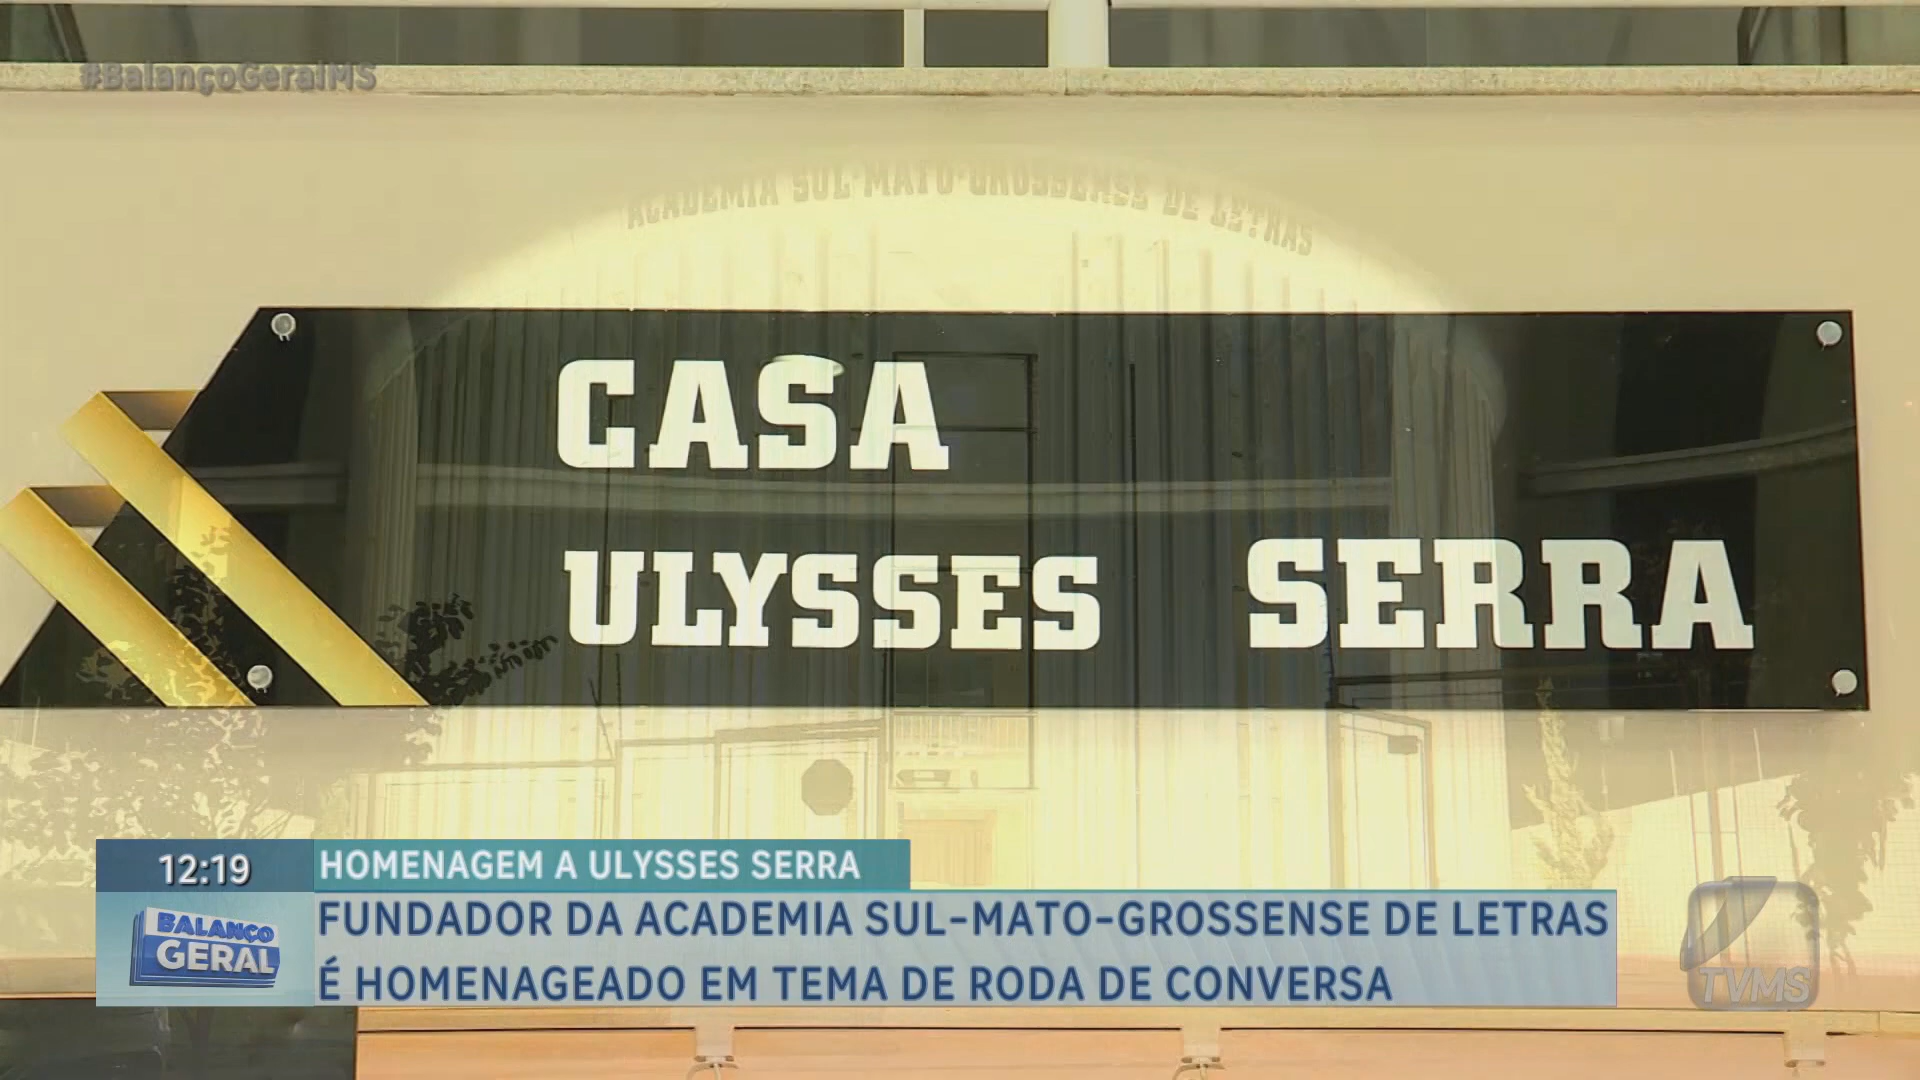 #BalançoGeralMS
ACADEMIA SUL-MATO-GROSSENSE DE LETRAS
CASA
ULYSSES SERRA
12:19
HOMENAGEM A ULYSSES SERRA
BALANÇO
GERAL
FUNDADOR DA ACADEMIA SUL-MATO-GROSSENSE DE LETRAS
É HOMENAGEADO EM TEMA DE RODA DE CONVERSA
TVMS